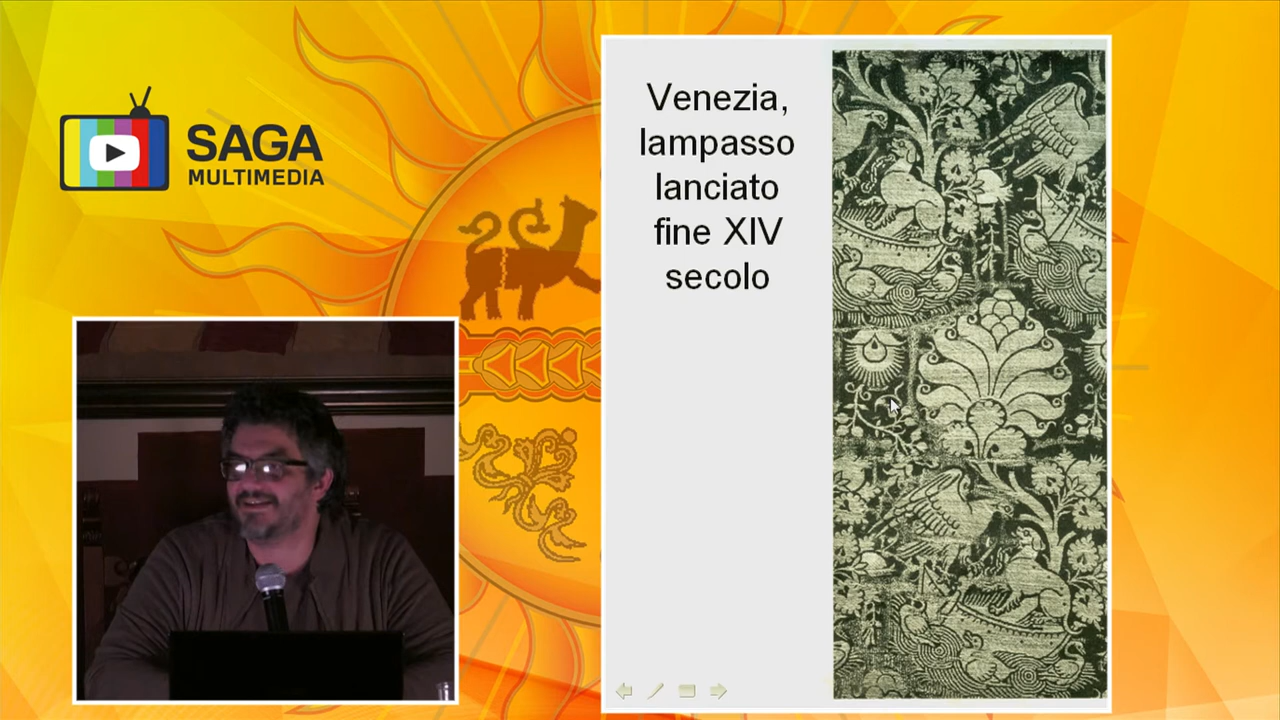 SAGA
MULTIMEDIA
Venezia,
lampasso
lanciato
fine XIV
secolo